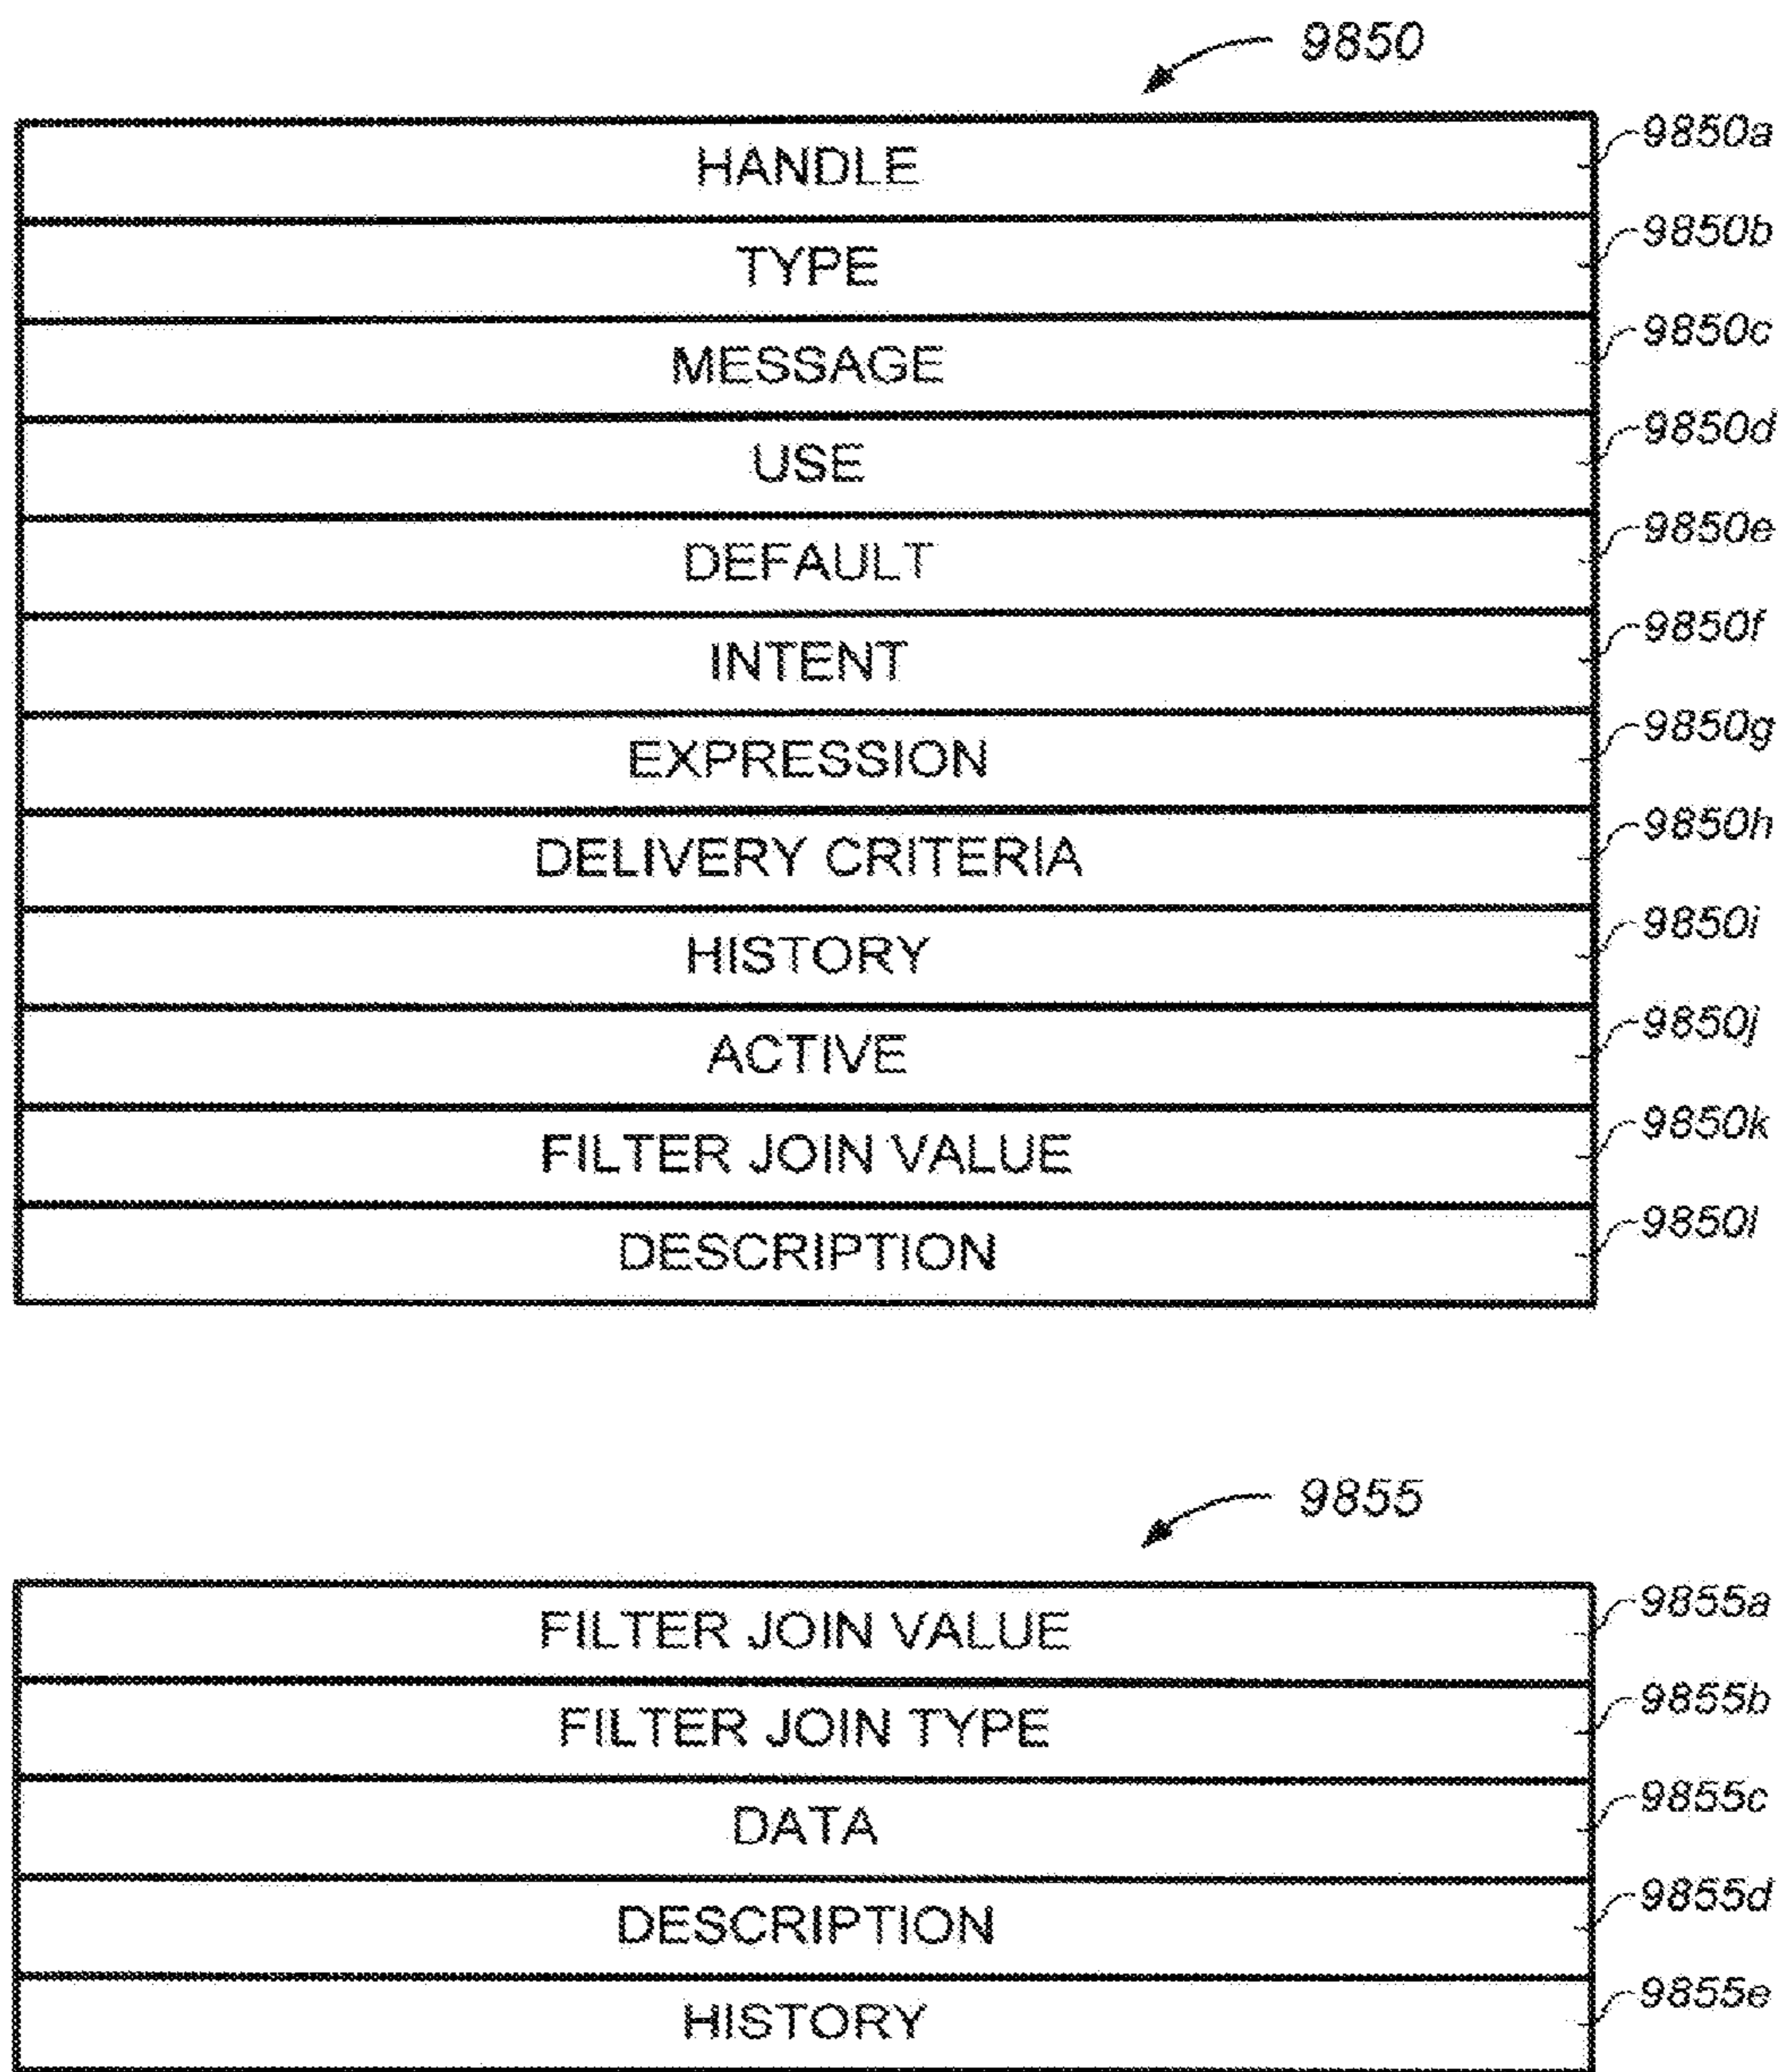 9850
HANDLE 9850a
TYPE 9850b
MESSAGE 9850c
USE 9850d
DEFAULT 9850e
INTENT 9850f
EXPRESSION 9850g
DELIVERY CRITERIA 9850h
HISTORY 9850i
ACTIVE 9850j
FILTER JOIN VALUE 9850k
DESCRIPTION 9850l
9855
FILTER JOIN VALUE 9855a
FILTER JOIN TYPE 9855b
DATA 9855c
DESCRIPTION 9855d
HISTORY 9855e